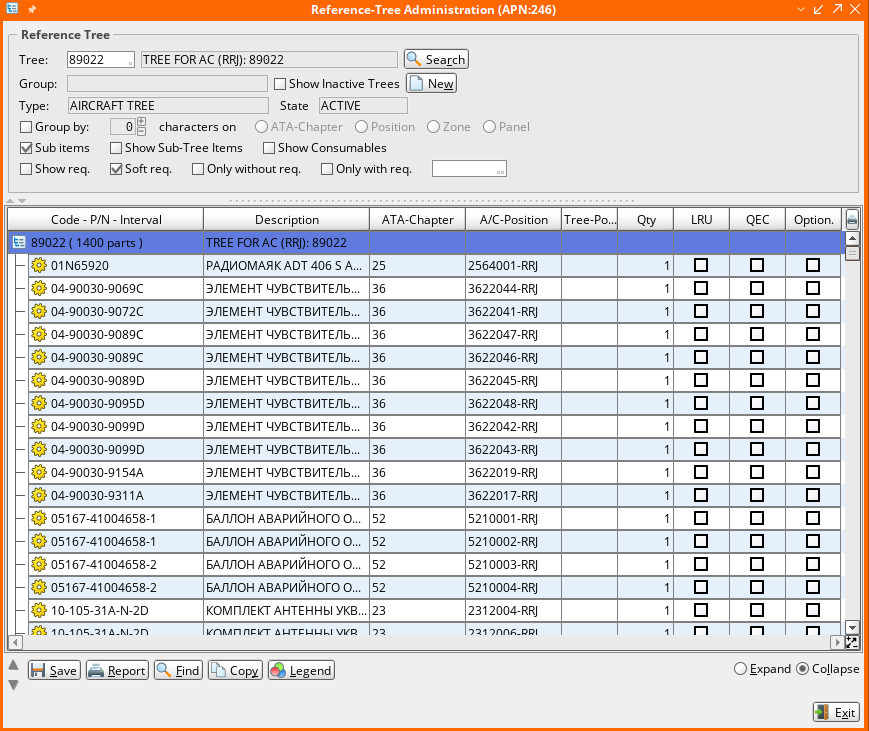 Reference-Tree Administration (APN:246)
Reference Tree
Tree: 89022 TREE FOR AC (RRJ): 89022 Search
Group: Show Inactive Trees New
Type: AIRCRAFT TREE State ACTIVE
Group by: 0 characters on ATA-Chapter Position Zone Panel
Sub items Show Sub-Tree Items Show Consumables
Show req. Soft req. Only without req. Only with req.
Code - P/N - Interval Description ATA-Chapter A/C-Position Tree-Po... Qty LRU QEC Option.
89022 ( 1400 parts ) TREE FOR AC (RRJ): 89022
01N65920 РАДИОМАЯК ADT 406 S A... 25 2564001-RRJ 1
04-90030-9069C ЭЛЕМЕНТ ЧУВСТВИТЕЛЬ... 36 3622044-RRJ 1
04-90030-9072C ЭЛЕМЕНТ ЧУВСТВИТЕЛЬ... 36 3622041-RRJ 1
04-90030-9089C ЭЛЕМЕНТ ЧУВСТВИТЕЛЬ... 36 3622047-RRJ 1
04-90030-9089C ЭЛЕМЕНТ ЧУВСТВИТЕЛЬ... 36 3622046-RRJ 1
04-90030-9089D ЭЛЕМЕНТ ЧУВСТВИТЕЛЬ... 36 3622045-RRJ 1
04-90030-9095D ЭЛЕМЕНТ ЧУВСТВИТЕЛЬ... 36 3622048-RRJ 1
04-90030-9099D ЭЛЕМЕНТ ЧУВСТВИТЕЛЬ... 36 3622042-RRJ 1
04-90030-9099D ЭЛЕМЕНТ ЧУВСТВИТЕЛЬ... 36 3622043-RRJ 1
04-90030-9154A ЭЛЕМЕНТ ЧУВСТВИТЕЛЬ... 36 3622019-RRJ 1
04-90030-9311A ЭЛЕМЕНТ ЧУВСТВИТЕЛЬ... 36 3622017-RRJ 1
05167-41004658-1 БАЛЛОН АВАРИЙНОГО О... 52 5210001-RRJ 1
05167-41004658-1 БАЛЛОН АВАРИЙНОГО О... 52 5210002-RRJ 1
05167-41004658-2 БАЛЛОН АВАРИЙНОГО О... 52 5210003-RRJ 1
05167-41004658-2 БАЛЛОН АВАРИЙНОГО О... 52 5210004-RRJ 1
10-105-31A-N-2D КОМПЛЕКТ АНТЕННЫ УКВ... 23 2312004-RRJ 1
10-105-31A-N-2D КОМПЛЕКТ АНТЕННЫ УКВ... 23 2312006-RRJ 1
Save Report Find Copy Legend Expand Collapse
Exit